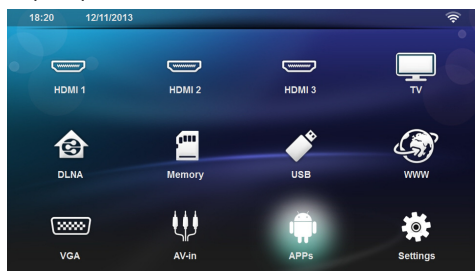 18:20 12/11/2013
HDMI 1 HDMI 2 HDMI 3 TV
DLNA Memory USB WWW
VGA AV-in APPs Settings